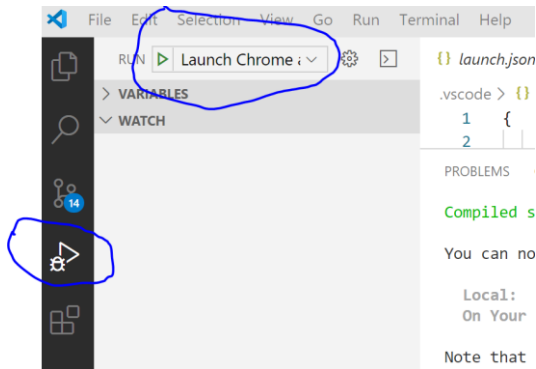 File Edit Selection View Go Run Terminal Help
RUN Launch Chrome a
VARIABLES
WATCH
14
{} launch.json
.vscode > {}
1 {
2
PROBLEMS
Compiled s
You can no
Local:
On Your
Note that